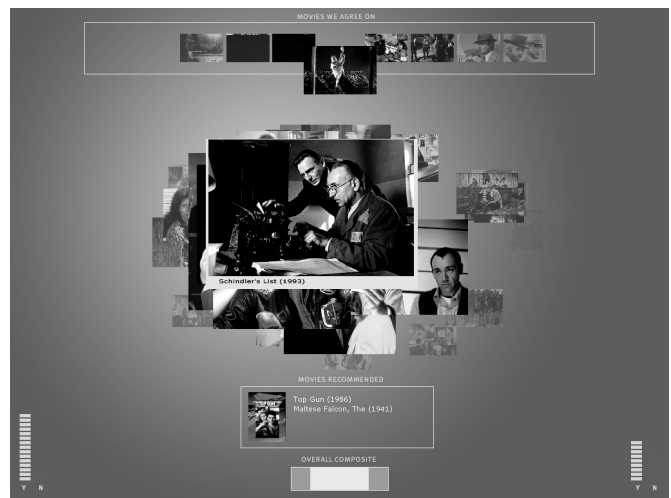 MOVIES WE AGREE ON
Schindler's List (1993)
MOVIES RECOMMENDED
Top Gun (1986)
Maltese Falcon, The (1941)
OVERALL COMPOSITE
Y N
Y N